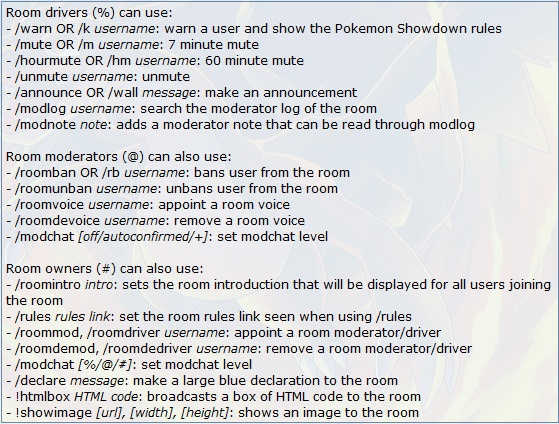 Room drivers (%) can use:
- /warn OR /k username: warn a user and show the Pokemon Showdown rules
- /mute OR /m username: 7 minute mute
- /hourmute OR /hm username: 60 minute mute
- /unmute username: unmute
- /announce OR /wall message: make an announcement
- /modlog username: search the moderator log of the room
- /modnote note: adds a moderator note that can be read through modlog
Room moderators (@) can also use:
- /roomban OR /rb username: bans user from the room
- /roomunban username: unbans user from the room
- /roomvoice username: appoint a room voice
- /roomdevoice username: remove a room voice
- /modchat [off/autoconfirmed/+]: set modchat level
Room owners (#) can also use:
- /roomintro intro: sets the room introduction that will be displayed for all users joining
the room
- /rules rules link: set the room rules link seen when using /rules
- /roommod, /roomdriver username: appoint a room moderator/driver
- /roomdemod, /roomdedriver username: remove a room moderator/driver
- /modchat [%/@/#]: set modchat level
- /declare message: make a large blue declaration to the room
- !htmlbox HTML code: broadcasts a box of HTML code to the room
- !showimage [url], [width], [height]: shows an image to the room